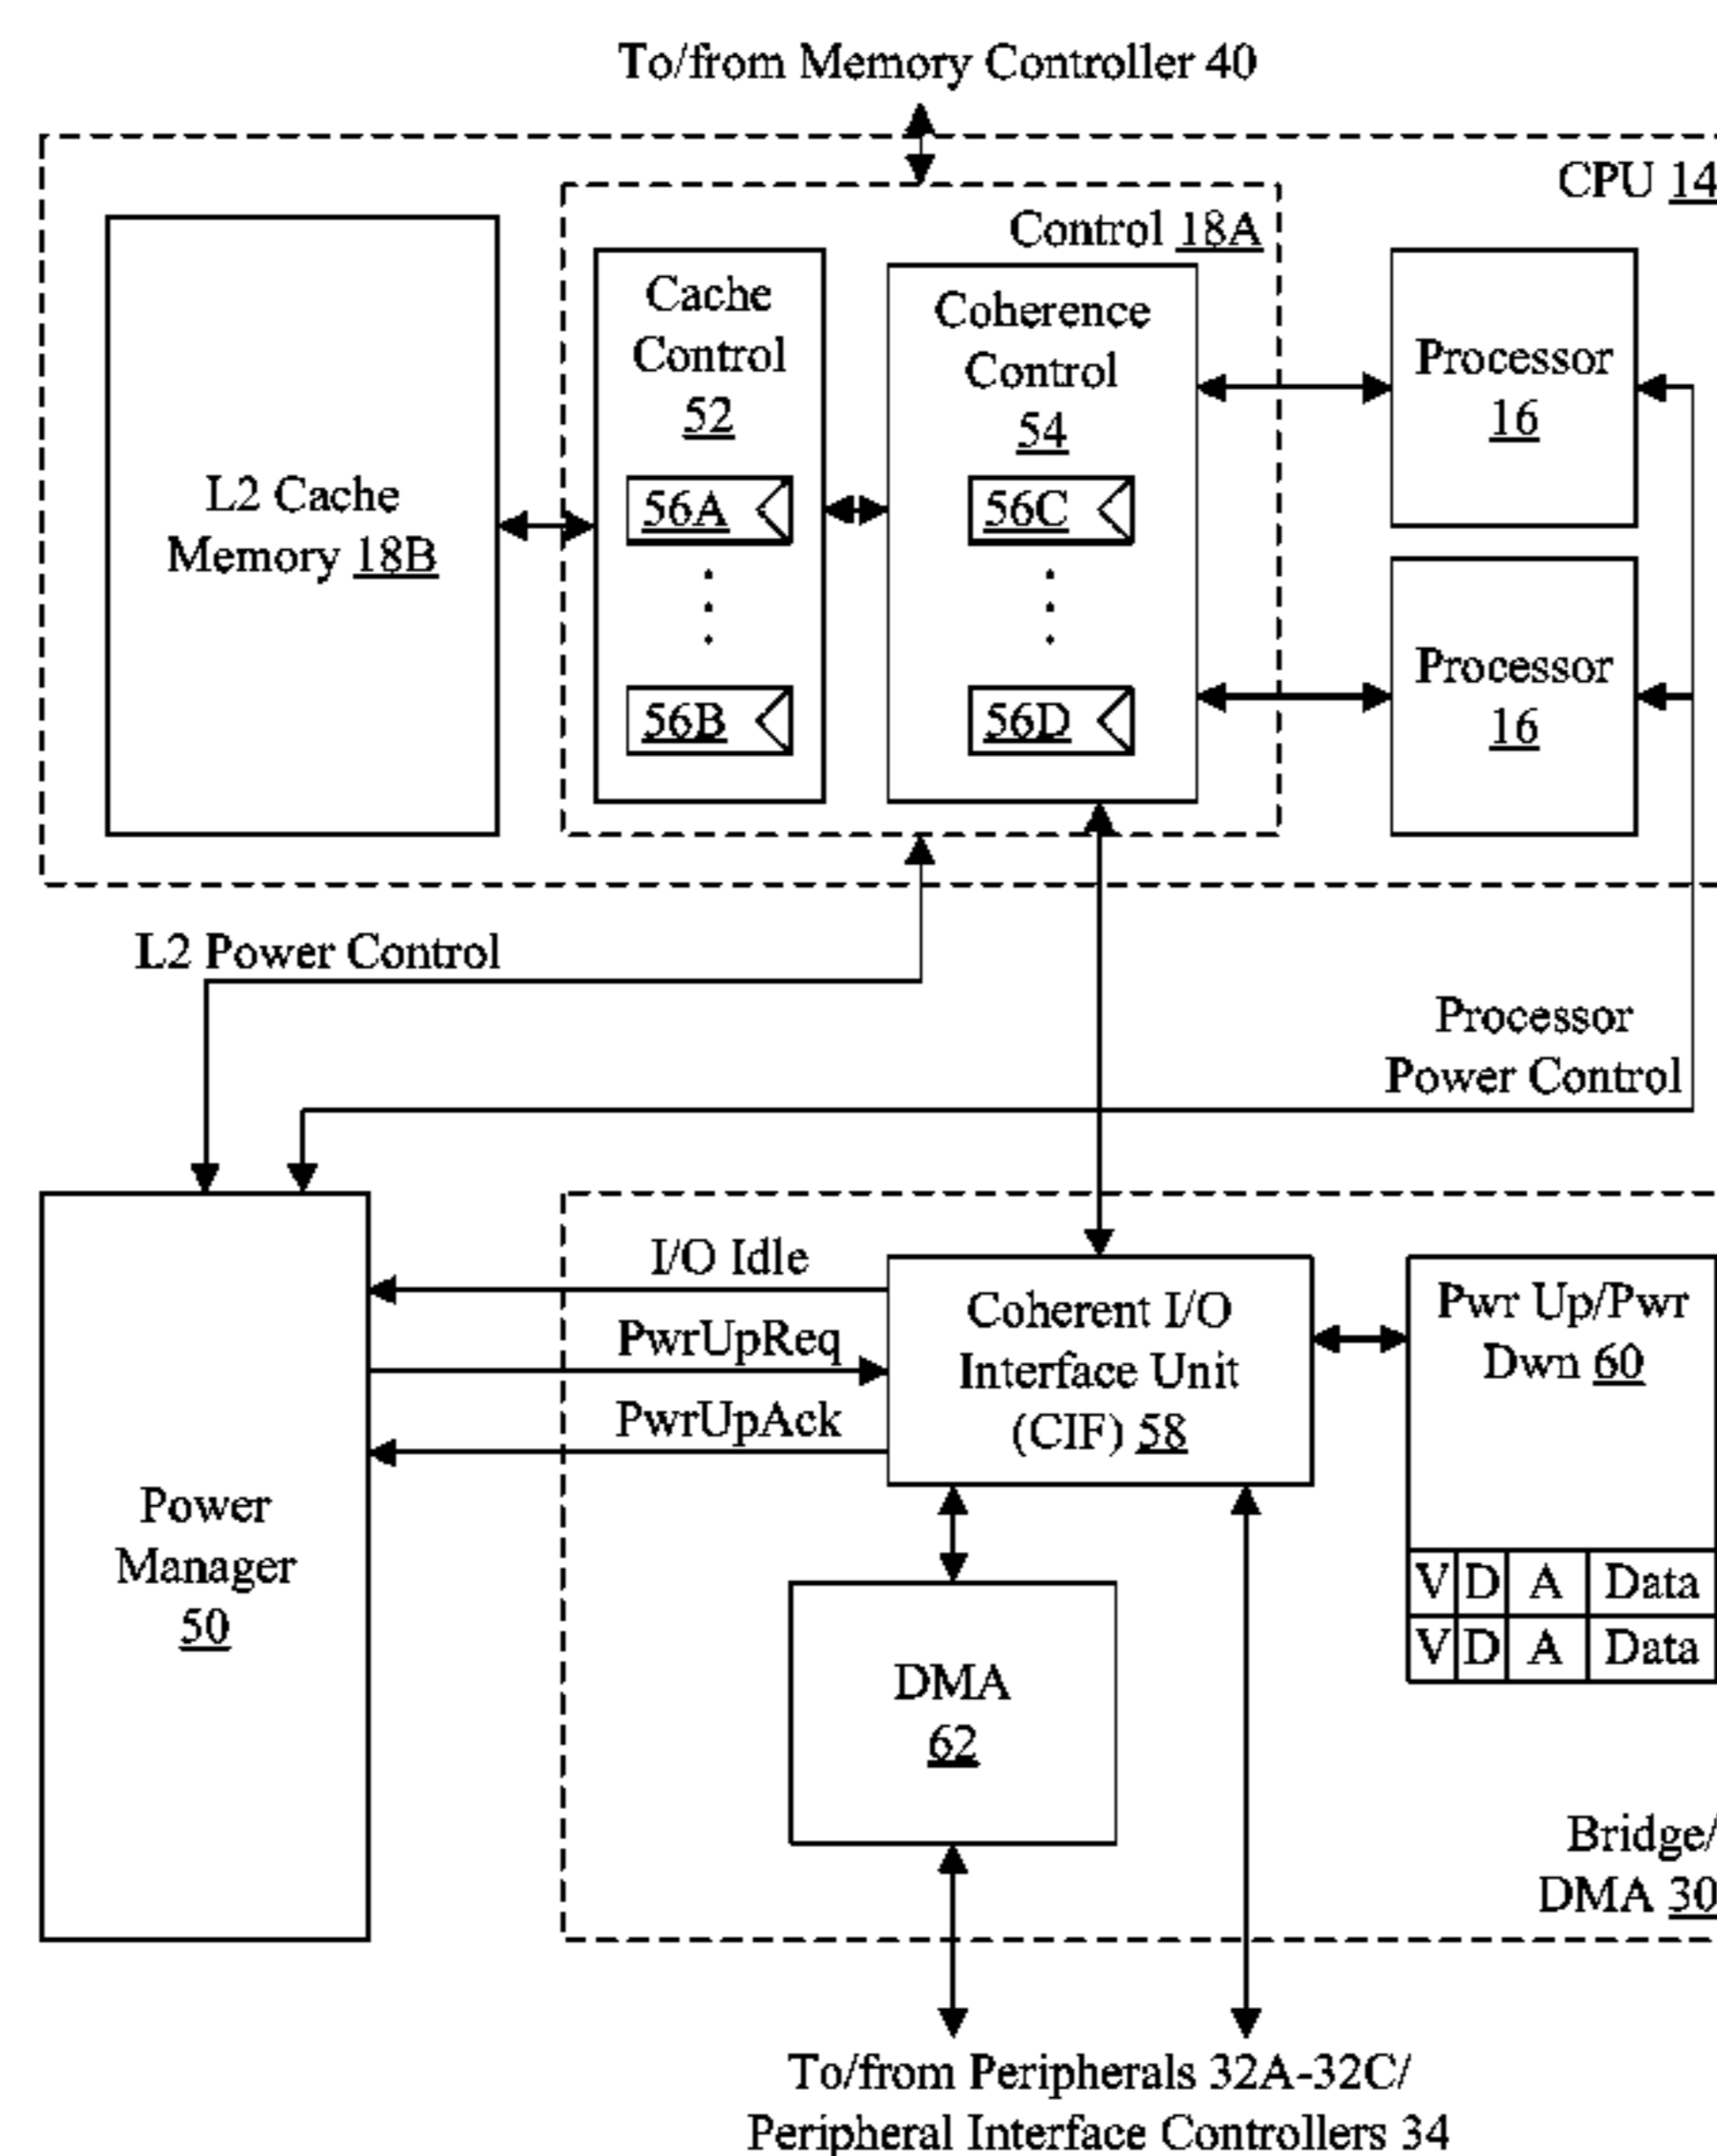 To/from Memory Controller 40
CPU 14
Control 18A
Cache
Control
52
Coherence
Control
54
Processor
16
L2 Cache
Memory 18B
56A
56C
56B
56D
Processor
16
L2 Power Control
Processor
Power Control
I/O Idle
PwrUpReq
PwrUpAck
Coherent I/O
Interface Unit
(CIF) 58
Pwr Up/Pwr
Dwn 60
Power
Manager
50
V D A Data
V D A Data
DMA
62
Bridge/
DMA 30
To/from Peripherals 32A-32C/
Peripheral Interface Controllers 34